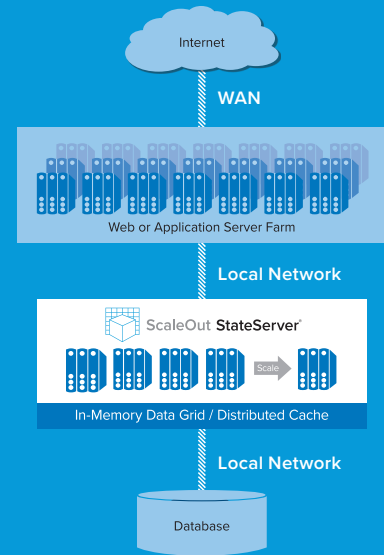 Internet
WAN
Web or Application Server Farm
Local Network
ScaleOut StateServer®
Scale
In-Memory Data Grid / Distributed Cache
Local Network
Database